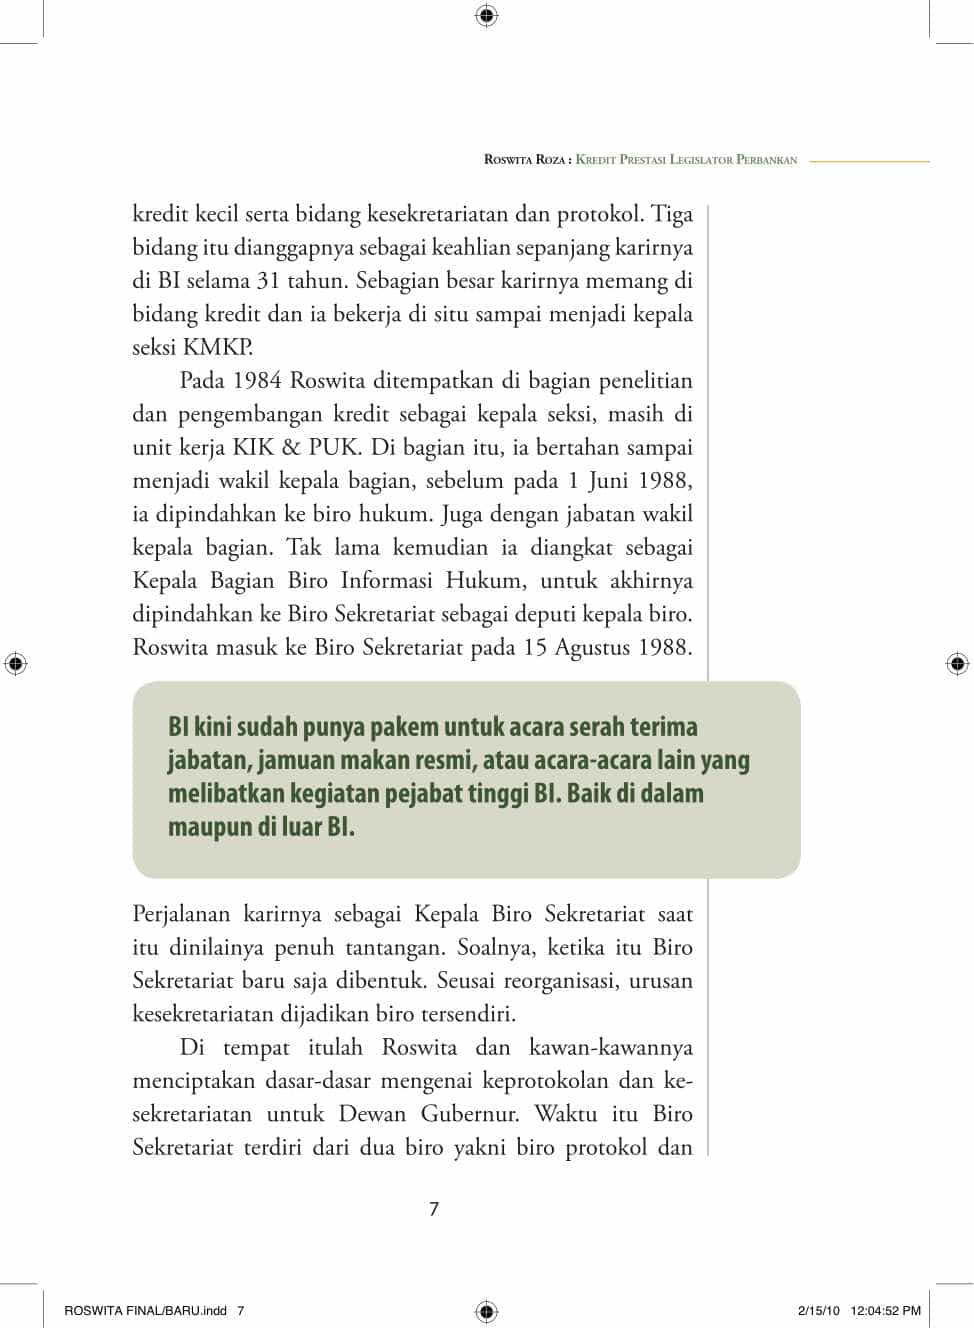 ROSWITA ROZA : KREDIT PRESTASI LEGISLATOR PERBANKAN
kredit kecil serta bidang kesekretariatan dan protokol. Tiga
bidang itu dianggapnya sebagai keahlian sepanjang karirnya
di BI selama 31 tahun. Sebagian besar karirnya memang di
bidang kredit dan ia bekerja di situ sampai menjadi kepala
seksi KMKP.
Pada 1984 Roswita ditempatkan di bagian penelitian
dan pengembangan kredit sebagai kepala seksi, masih di
unit kerja KIK & PUK. Di bagian itu, ia bertahan sampai
menjadi wakil kepala bagian, sebelum pada 1 Juni 1988,
ia dipindahkan ke biro hukum. Juga dengan jabatan wakil
kepala bagian. Tak lama kemudian ia diangkat sebagai
Kepala Bagian Biro Informasi Hukum, untuk akhirnya
dipindahkan ke Biro Sekretariat sebagai deputi kepala biro.
Roswita masuk ke Biro Sekretariat pada 15 Agustus 1988.
BI kini sudah punya pakem untuk acara serah terima
jabatan, jamuan makan resmi, atau acara-acara lain yang
melibatkan kegiatan pejabat tinggi BI. Baik di dalam
maupun di luar BI.
Perjalanan karirnya sebagai Kepala Biro Sekretariat saat
itu dinilainya penuh tantangan. Soalnya, ketika itu Biro
Sekretariat baru saja dibentuk. Seusai reorganisasi, urusan
kesekretariatan dijadikan biro tersendiri.
Di tempat itulah Roswita dan kawan-kawannya
menciptakan dasar-dasar mengenai keprotokolan dan ke-
sekretariatan untuk Dewan Gubernur. Waktu itu Biro
Sekretariat terdiri dari dua biro yakni biro protokol dan
7
ROSWITA FINAL/BARU.indd 7
2/15/10 12:04:52 PM